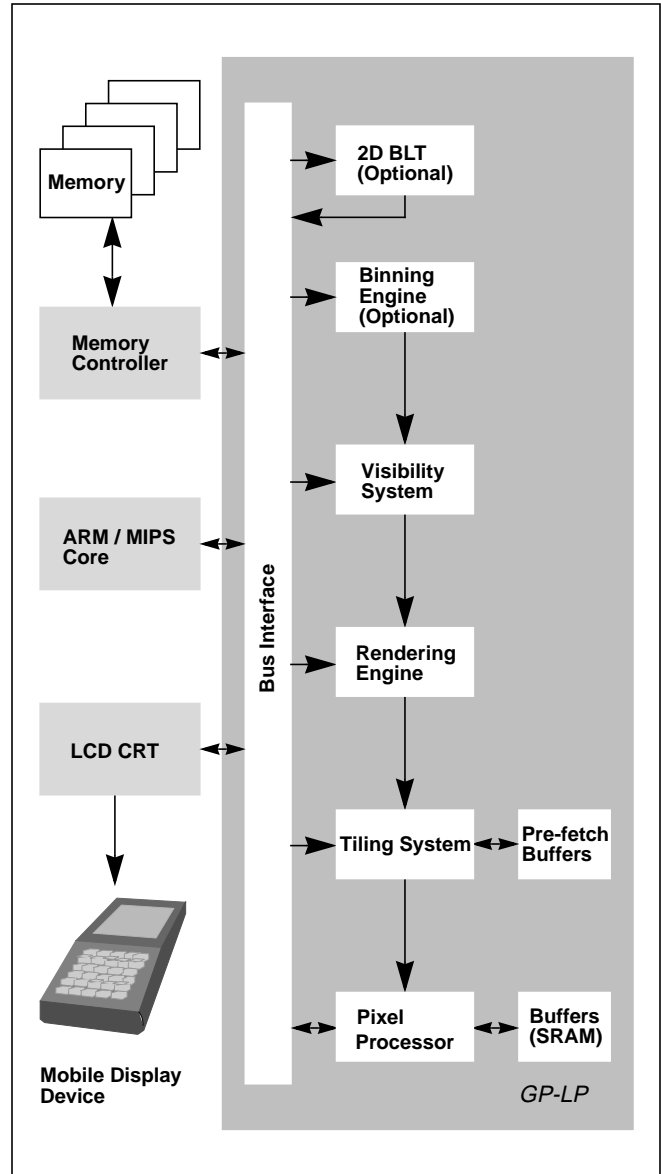 Memory
2D BLT
(Optional)
Binning
Engine
(Optional)
Memory
Controller
Visibility
System
ARM / MIPS
Core
Bus Interface
Rendering
Engine
LCD CRT
Tiling System
Pre-fetch
Buffers
Pixel
Processor
Buffers
(SRAM)
Mobile Display
Device
GP-LP